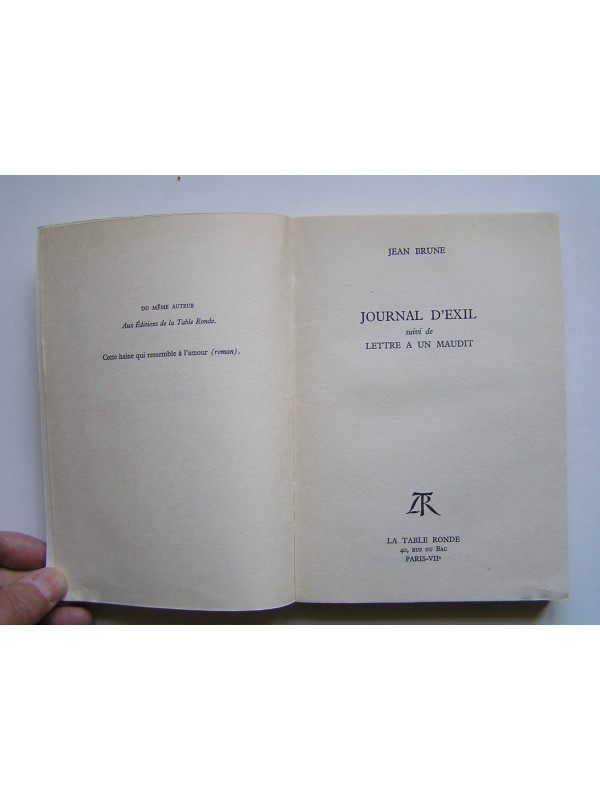 DU MÊME AUTEUR
Aux Éditions de la Table Ronde.
Cette haine qui ressemble à l'amour (roman).
JEAN BRUNE
JOURNAL D'EXIL
suivi de
LETTRE A UN MAUDIT
LTR
LA TABLE RONDE
40, RUE DU BAC
PARIS-VIIe